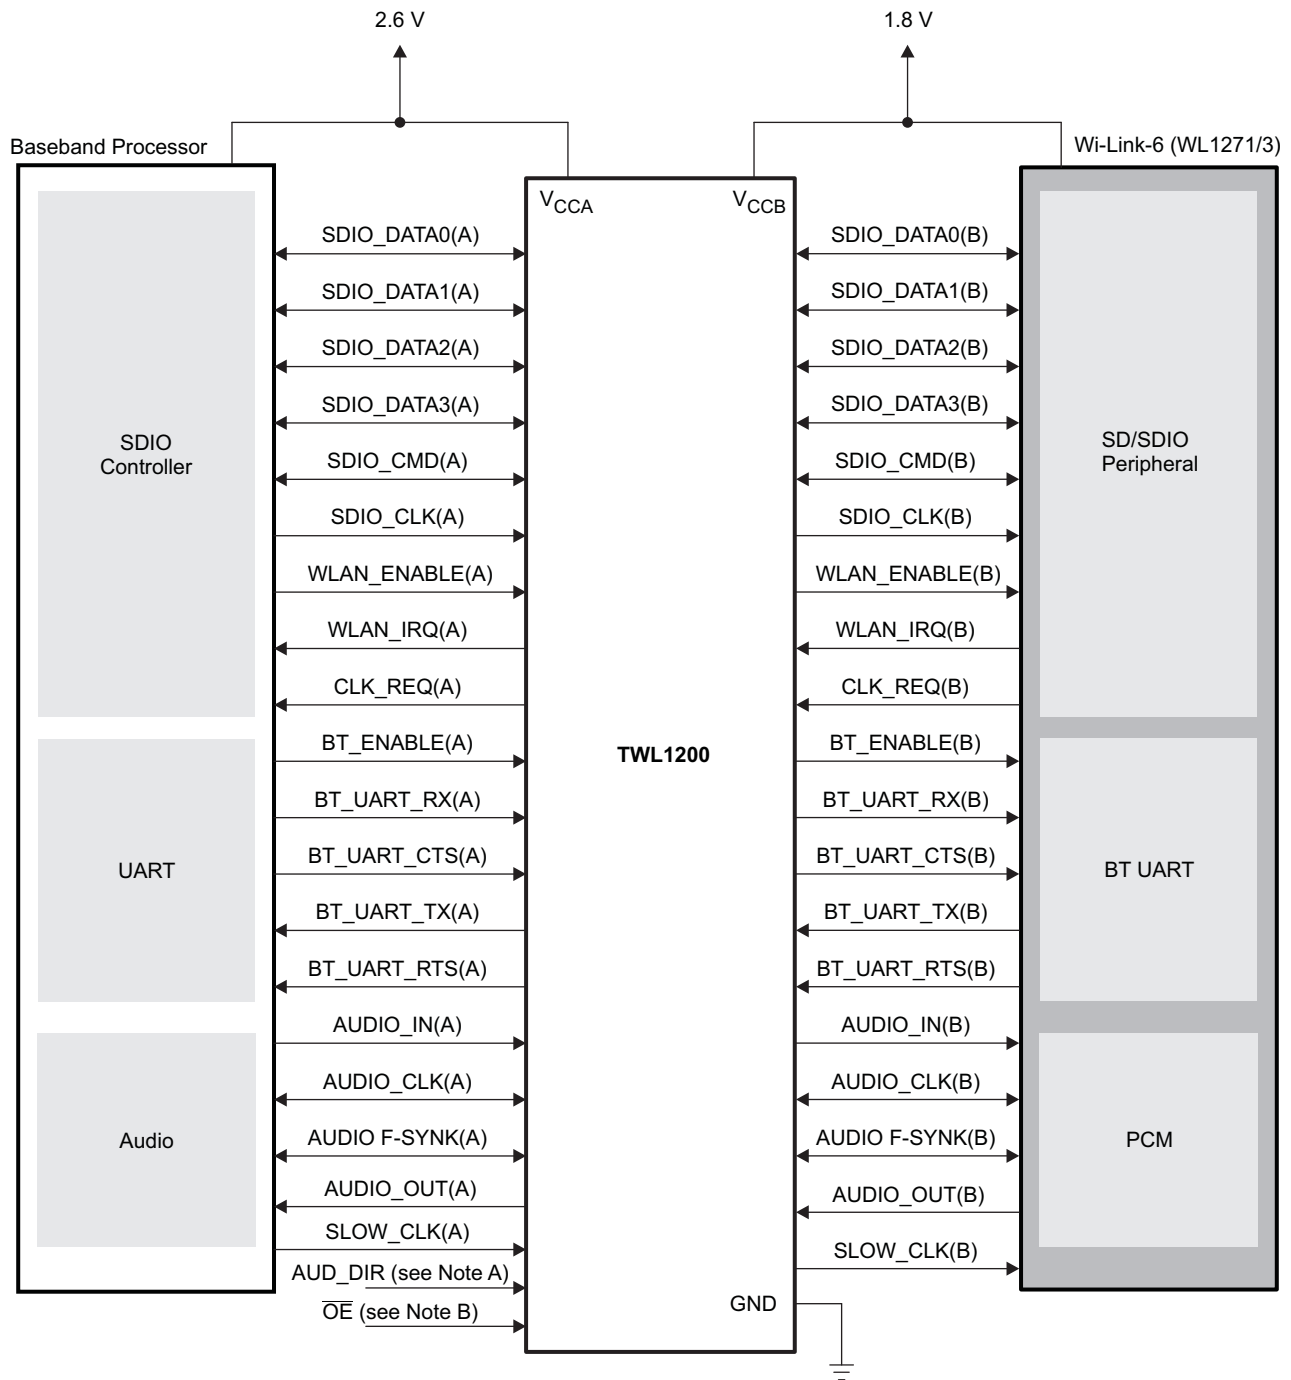 2.6 V
1.8 V
Baseband Processor
Wi-Link-6 (WL1271/3)
VCCA
VCCB
SDIO_DATA0(A)
SDIO_DATA0(B)
SDIO_DATA1(A)
SDIO_DATA1(B)
SDIO_DATA2(A)
SDIO_DATA2(B)
SDIO_DATA3(A)
SDIO_DATA3(B)
SDIO
Controller
SD/SDIO
Peripheral
SDIO_CMD(A)
SDIO_CMD(B)
SDIO_CLK(A)
SDIO_CLK(B)
WLAN_ENABLE(A)
WLAN_ENABLE(B)
WLAN_IRQ(A)
WLAN_IRQ(B)
CLK_REQ(A)
CLK_REQ(B)
BT_ENABLE(A)
TWL1200
BT_ENABLE(B)
BT_UART_RX(A)
BT_UART_RX(B)
BT_UART_CTS(A)
BT_UART_CTS(B)
UART
BT UART
BT_UART_TX(A)
BT_UART_TX(B)
BT_UART_RTS(A)
BT_UART_RTS(B)
AUDIO_IN(A)
AUDIO_IN(B)
AUDIO_CLK(A)
AUDIO_CLK(B)
Audio
AUDIO F-SYNK(A)
AUDIO F-SYNK(B)
PCM
AUDIO_OUT(A)
AUDIO_OUT(B)
SLOW_CLK(A)
SLOW_CLK(B)
AUD_DIR (see Note A)
OE (see Note B)
GND